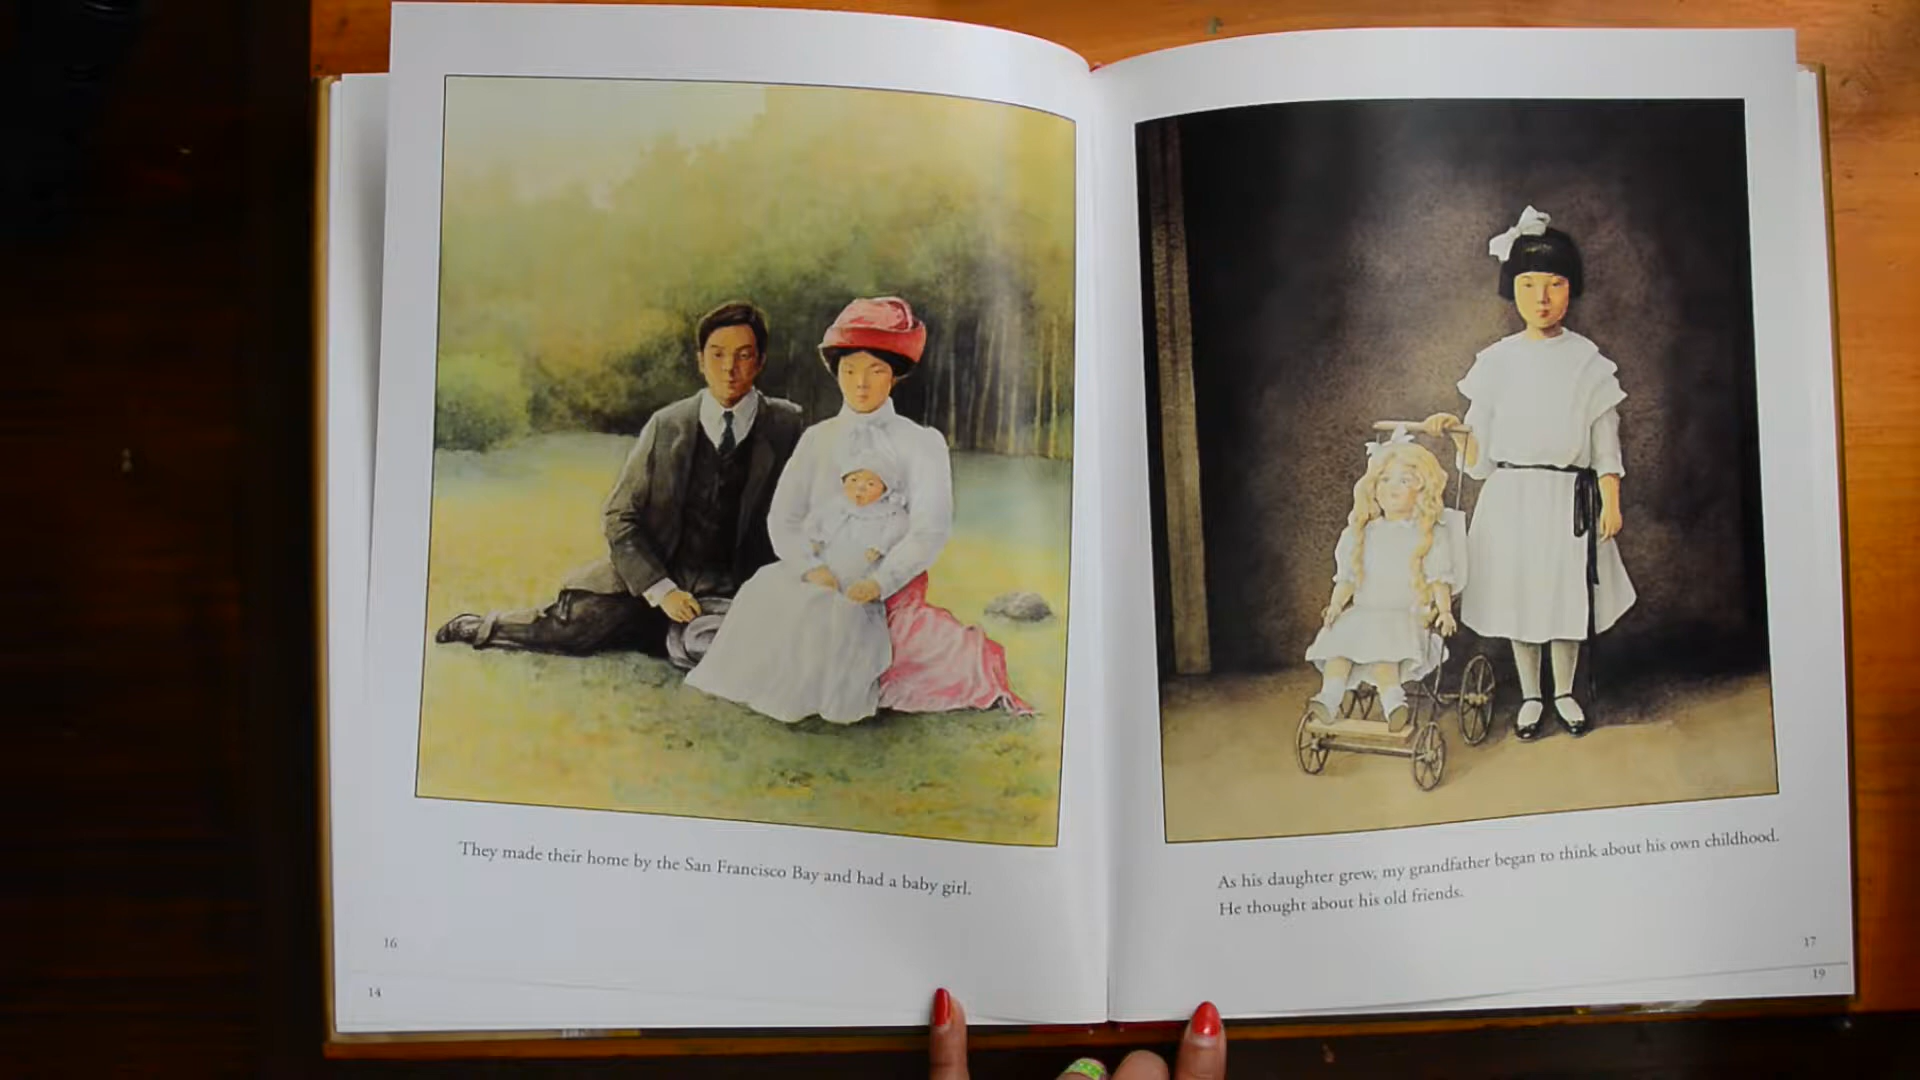 They made their home by the San Francisco Bay and had a baby girl.
16
14
As his daughter grew, my grandfather began to think about his own childhood.
He thought about his old friends.
17
19